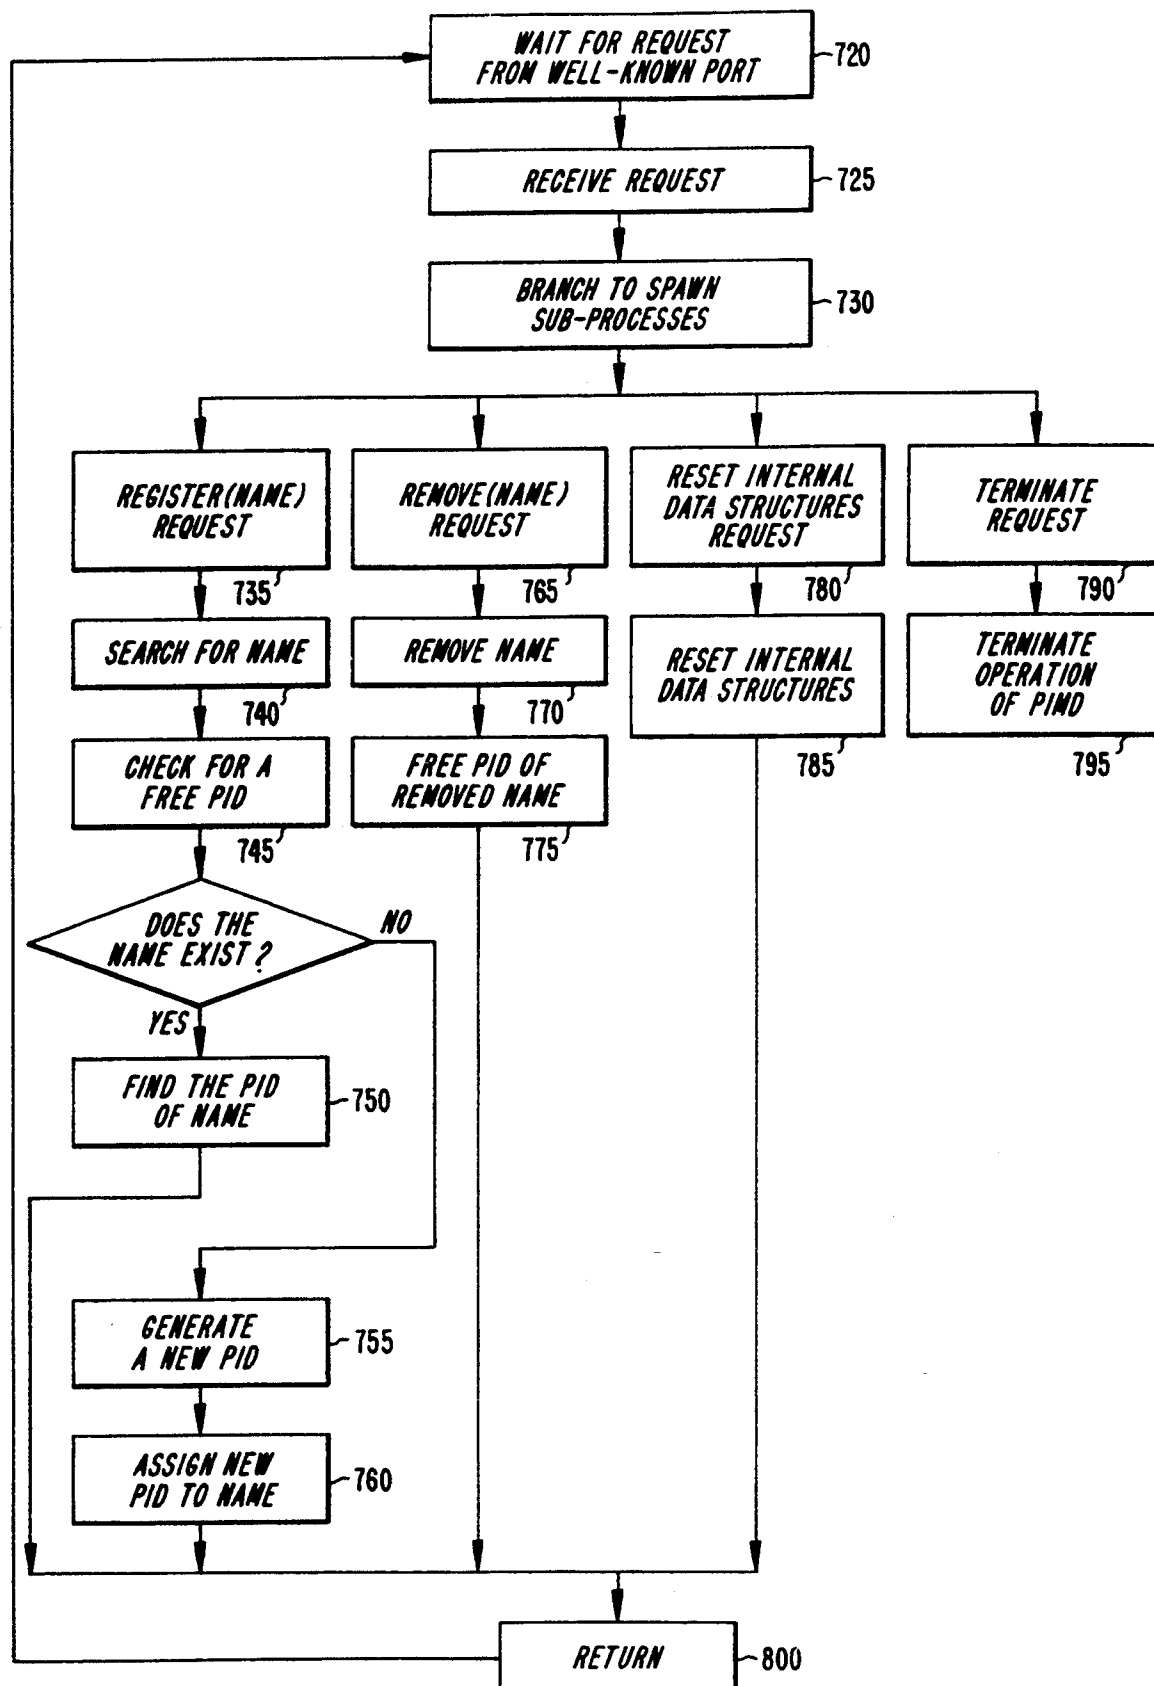 WAIT FOR REQUEST
FROM WELL-KNOWN PORT
720
RECEIVE REQUEST
725
BRANCH TO SPAWN
SUB-PROCESSES
730
REGISTER(NAME)
REQUEST
735
REMOVE(NAME)
REQUEST
765
RESET INTERNAL
DATA STRUCTURES
REQUEST
780
TERMINATE
REQUEST
790
SEARCH FOR NAME
740
REMOVE NAME
770
RESET INTERNAL
DATA STRUCTURES
785
TERMINATE
OPERATION
OF PIMD
795
CHECK FOR A
FREE PID
745
FREE PID OF
REMOVED NAME
775
DOES THE
NAME EXIST?
NO
YES
FIND THE PID
OF NAME
750
GENERATE
A NEW PID
755
ASSIGN NEW
PID TO NAME
760
RETURN
800